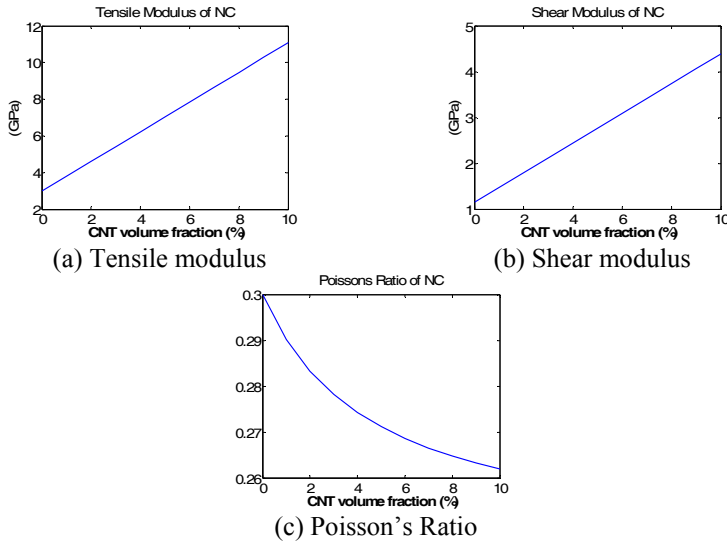 Tensile Modulus of NC
12
10
8
6
4
2
(GPa)
0 2 4 6 8 10
CNT volume fraction (%)
(a) Tensile modulus
Shear Modulus of NC
5
4
3
2
1
(GPa)
0 2 4 6 8 10
CNT volume fraction (%)
(b) Shear modulus
Poissons Ratio of NC
0.3
0.29
0.28
0.27
0.26
0 2 4 6 8 10
CNT volume fraction (%)
(c) Poisson's Ratio